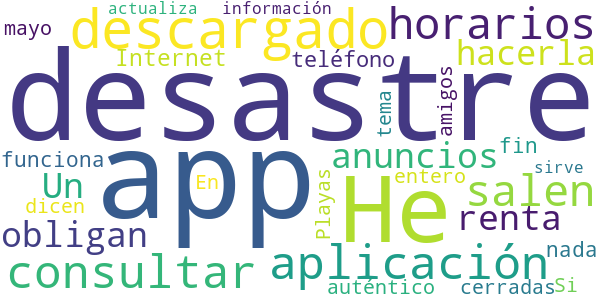 actualiza información
mayo descargado horarios
Internet teléfono hacerla
desastre
tema amigos
app He
funciona Un En anuncios fin
dicen Playas entero salen sirve
obligan renta
consultar aplicación nada
auténtico cerradas Si